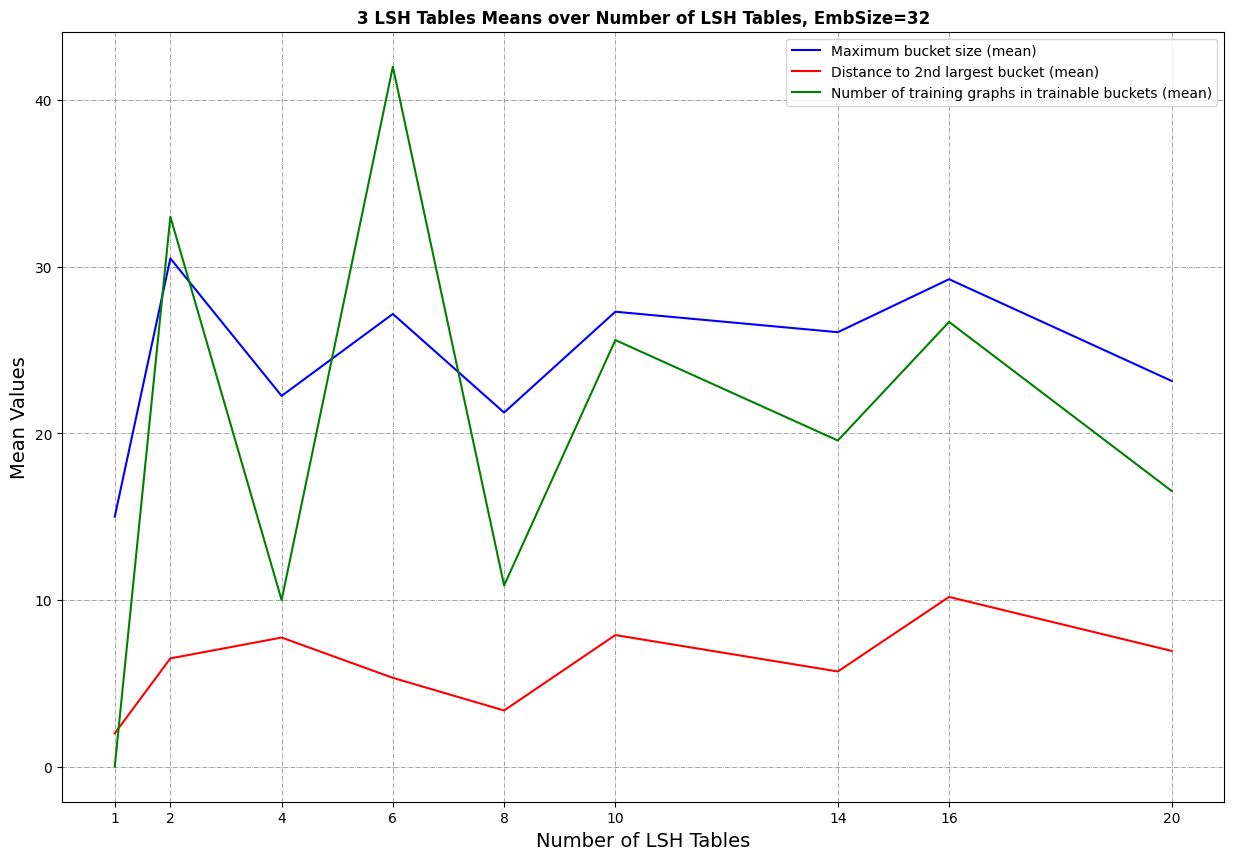 3 LSH Tables Means over Number of LSH Tables, EmbSize=32
Maximum bucket size (mean)
Distance to 2nd largest bucket (mean)
Number of training graphs in trainable buckets (mean)
Mean Values
40
30
20
10
0
1 2 4 6 8 10 14 16 20
Number of LSH Tables